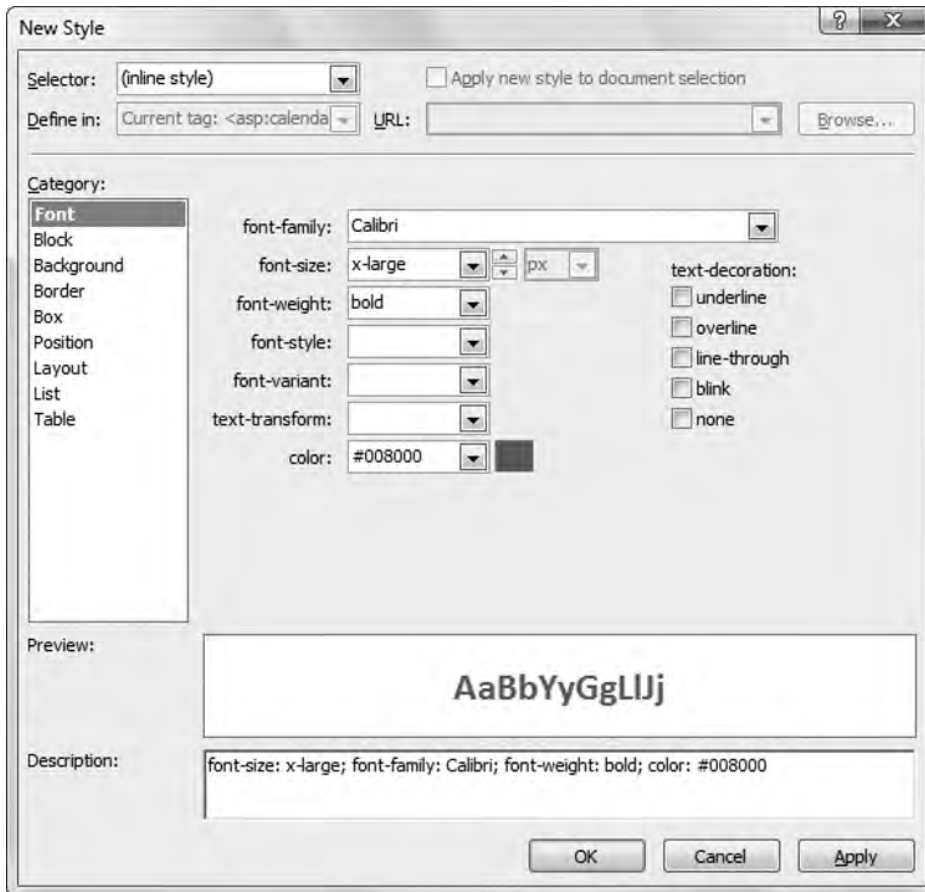 New Style
?
X
Selector: (inline style) Apply new style to document selection
Define in: Current tag: <asp:calenda URL: Browse...
Category:
Font
Block
Background
Border
Box
Position
Layout
List
Table
font-family: Calibri
font-size: x-large px
font-weight: bold
font-style:
font-variant:
text-transform:
color: #008000
text-decoration:
underline
overline
line-through
blink
none
Preview:
AaBbYyGgLlJj
Description:
font-size: x-large; font-family: Calibri; font-weight: bold; color: #008000
OK Cancel Apply